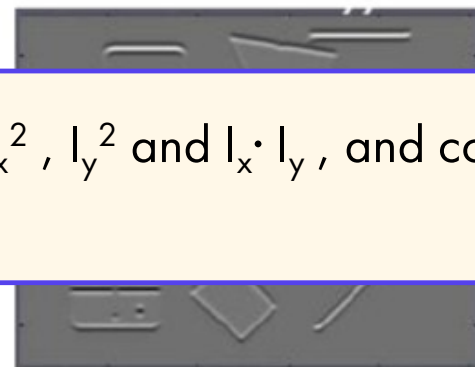 x² , Iy² and Ix· Iy , and co